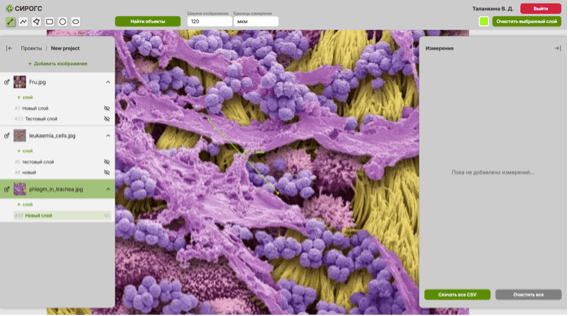 СИРОГС
Талалкина В. Д.
Выйти
Найти объекты
Ширина изображения
120
Единицы измерения
мкм
Очистить выбранный слой
Проекты / New project
+ Добавить изображение
Fru.jpg
+ слой
Новый слой
Тестовый слой
leukaemia_cells.jpg
+ слой
тестовый слой
новый
phlegm_in_trachea.jpg
+ слой
Новый слой
Измерения
Пока не добавлено измерений...
Скачать все CSV
Очистить все